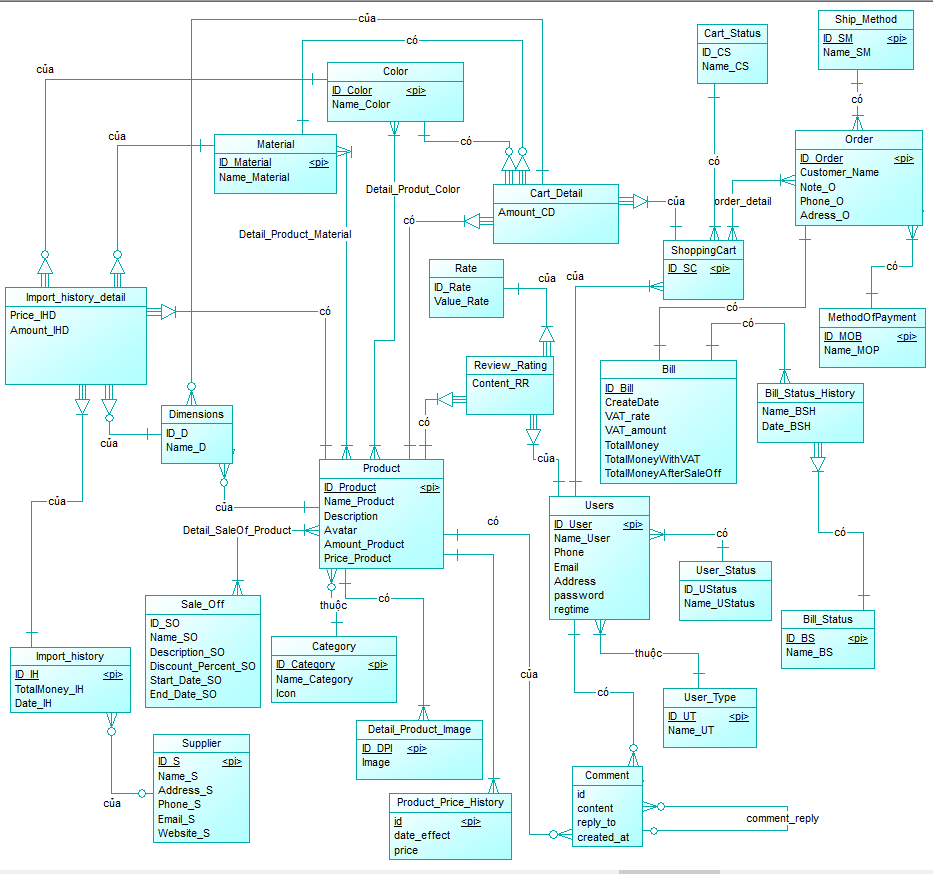 của
có
Cart_Status
ID_CS
Name_CS
Ship_Method
ID_SM <pi>
Name_SM
của
Color
ID_Color <pi>
Name_Color
có
của
Material
ID_Material <pi>
Name_Material
có
Order
ID_Order <pi>
Customer_Name
Note_O
Phone_O
Adress_O
có
Detail_Produt_Color
Cart_Detail
Amount_CD
của
order_detail
có
Detail_Product_Material
ShoppingCart
ID_SC <pi>
có
Rate
ID_Rate
Value_Rate
của
của
Import_history_detail
Price_IHD
Amount_IHD
có
có
có
MethodOfPayment
ID_MOB <pi>
Name_MOP
Review_Rating
Content_RR
Bill
ID_Bill
CreateDate
VAT_rate
VAT_amount
TotalMoney
TotalMoneyWithVAT
TotalMoneyAfterSaleOff
Bill_Status_History
Name_BSH
Date_BSH
Dimensions
ID_D
Name_D
của
có
của
Product
ID_Product <pi>
Name_Product
Description
Avatar
Amount_Product
Price_Product
của
của
Detail_SaleOf_Product
có
Users
ID_User <pi>
Name_User
Phone
Email
Address
password
regtime
có
có
User_Status
ID_UStatus
Name_UStatus
Sale_Off
ID_SO
Name_SO
Description_SO
Discount_Percent_SO
Start_Date_SO
End_Date_SO
thuộc
có
Bill_Status
ID_BS <pi>
Name_BS
Import_history
ID_IH <pi>
TotalMoney_IH
Date_IH
Category
ID_Category <pi>
Name_Category
Icon
thuộc
của
có
User_Type
ID_UT <pi>
Name_UT
Detail_Product_Image
ID_DPI <pi>
Image
Supplier
ID_S <pi>
Name_S
Address_S
Phone_S
Email_S
Website_S
của
Comment
id
content
reply_to
created_at
comment_reply
Product_Price_History
id <pi>
date_effect
price